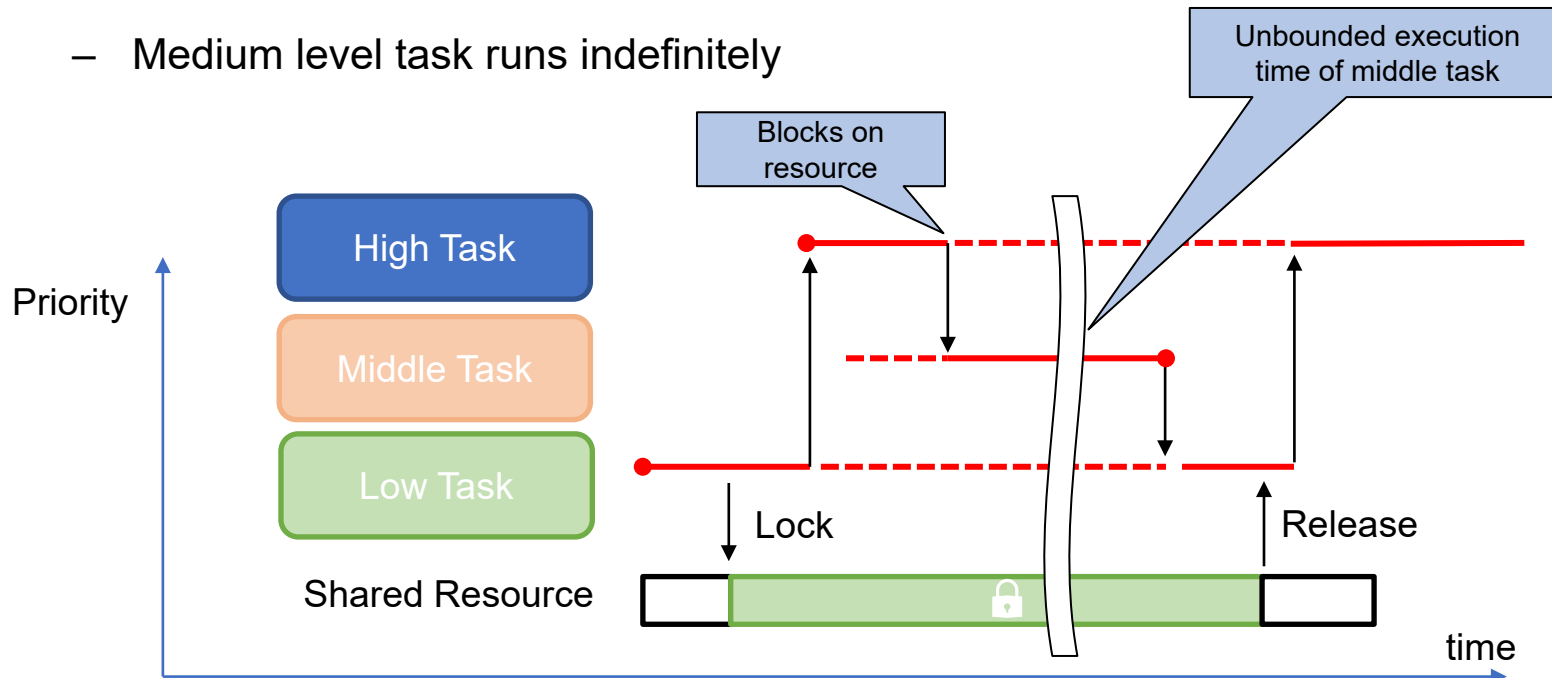 – Medium level task runs indefinitely
Unbounded execution
time of middle task
Blocks on
resource
High Task
Priority
Middle Task
Low Task
Lock
Release
Shared Resource
time